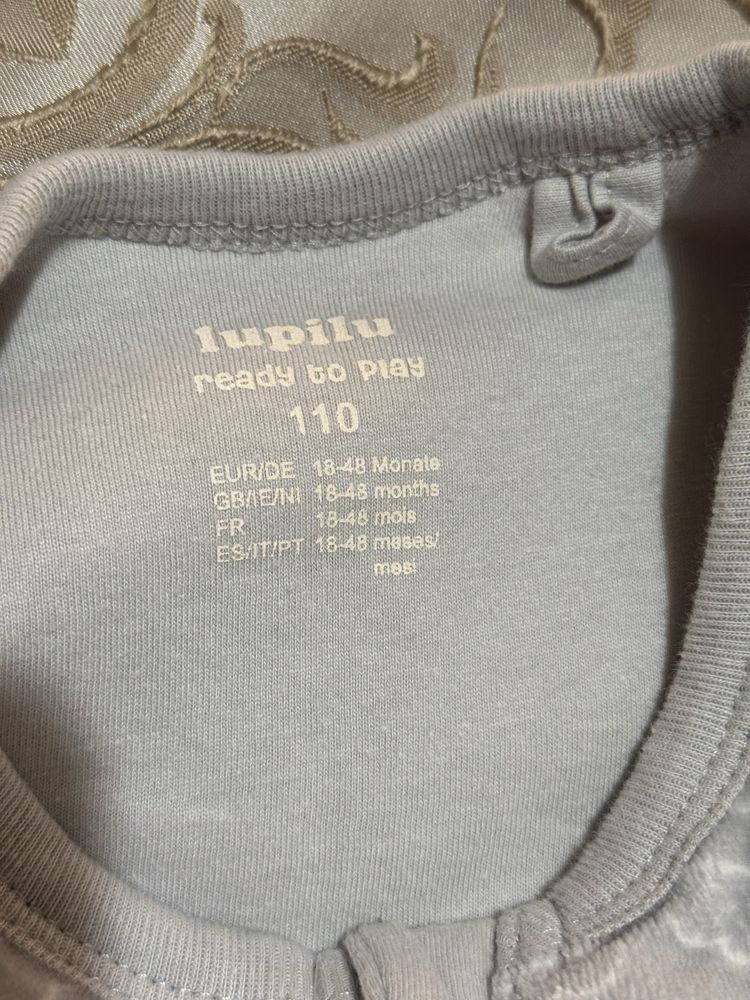 lupilu
ready to play
110
EUR/DE 18-48 Monate
GB/IE/NI 18-48 months
FR 18-48 mois
ES/IT/PT 18-48 meses/
mesi